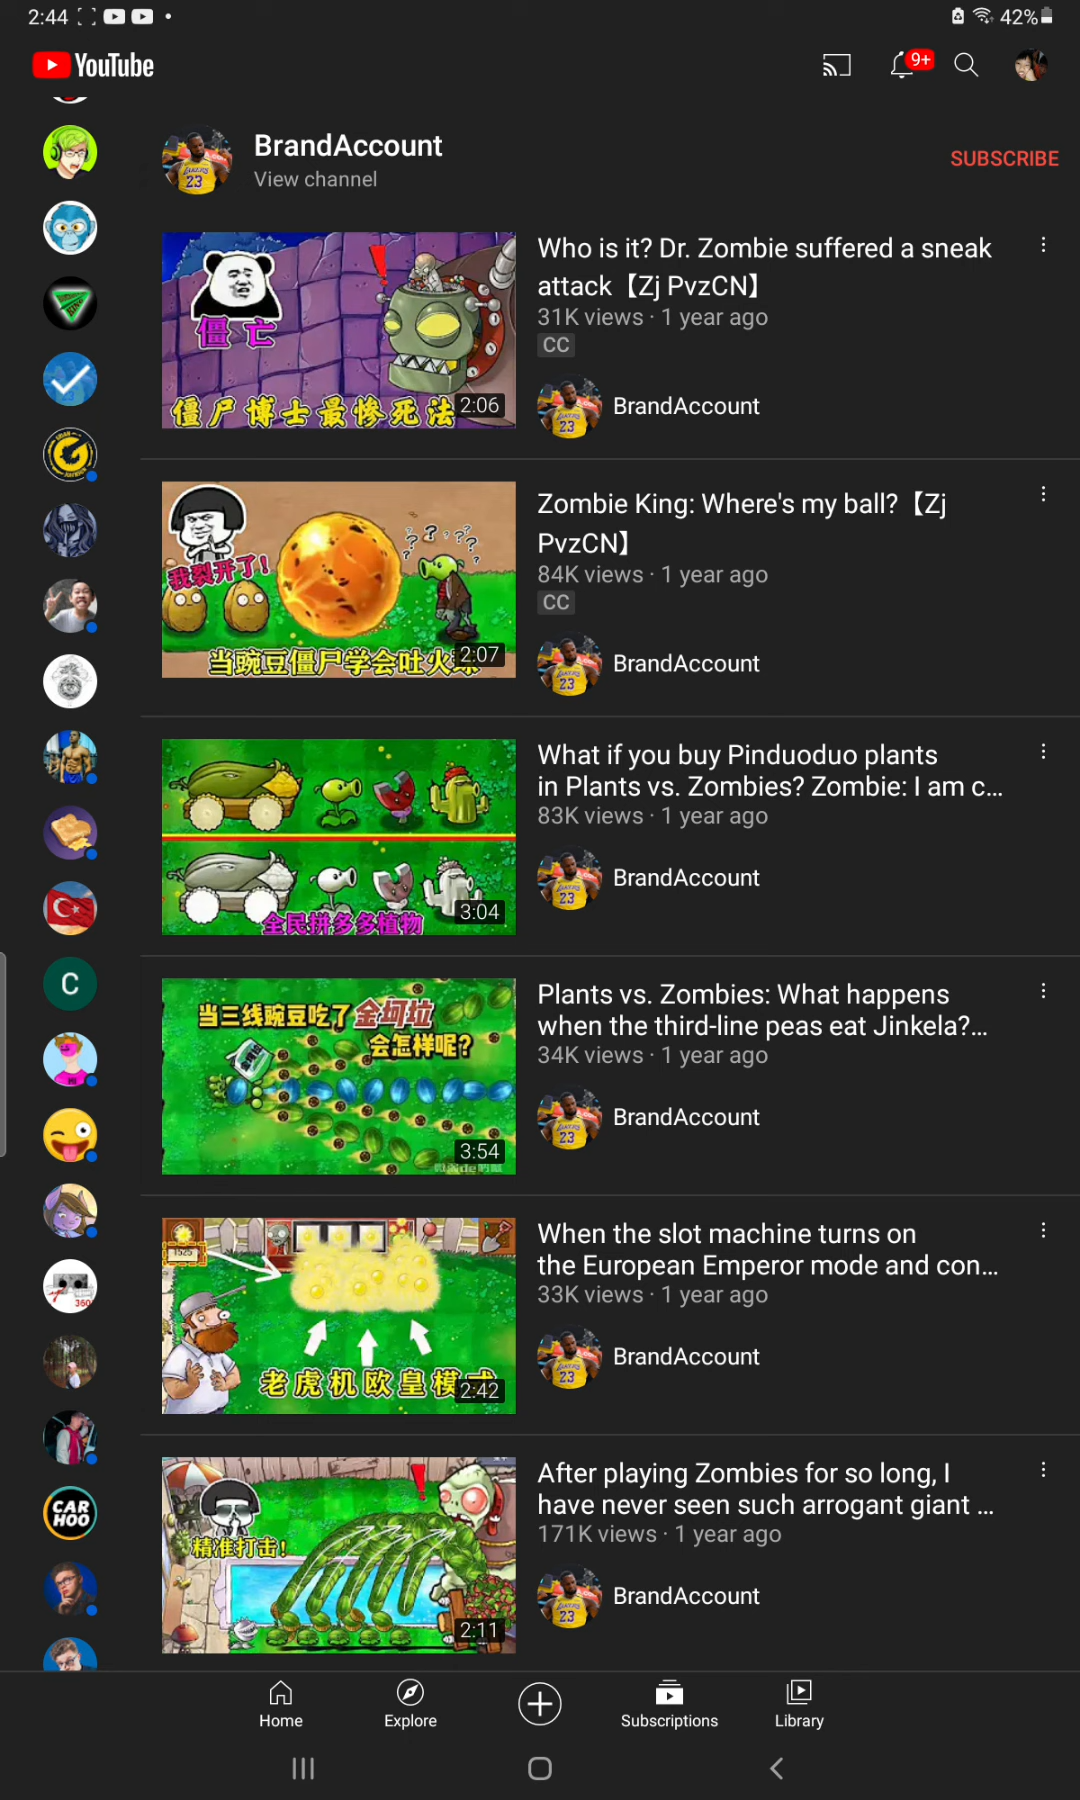 2:44
42%
YouTube
9+
BrandAccount
View channel
SUBSCRIBE
僵 亡
僵尸博士最惨死法
2:06
Who is it? Dr. Zombie suffered a sneak
attack【Zj PvzCN】
31K views · 1 year ago
CC
BrandAccount
我裂开了!
当豌豆僵尸学会吐火球
2:07
Zombie King: Where's my ball?【Zj
PvzCN】
84K views · 1 year ago
CC
BrandAccount
全民拼多多植物
3:04
What if you buy Pinduoduo plants
in Plants vs. Zombies? Zombie: I am c...
83K views · 1 year ago
BrandAccount
C
当三线豌豆吃了金坷垃
会怎样呢?
3:54
Plants vs. Zombies: What happens
when the third-line peas eat Jinkela?...
34K views · 1 year ago
BrandAccount
1525
老虎机欧皇模式
2:42
When the slot machine turns on
the European Emperor mode and con...
33K views · 1 year ago
BrandAccount
360
CAR
HOO
精准打击!
2:11
After playing Zombies for so long, I
have never seen such arrogant giant ...
171K views · 1 year ago
BrandAccount
Home
Explore
Subscriptions
Library